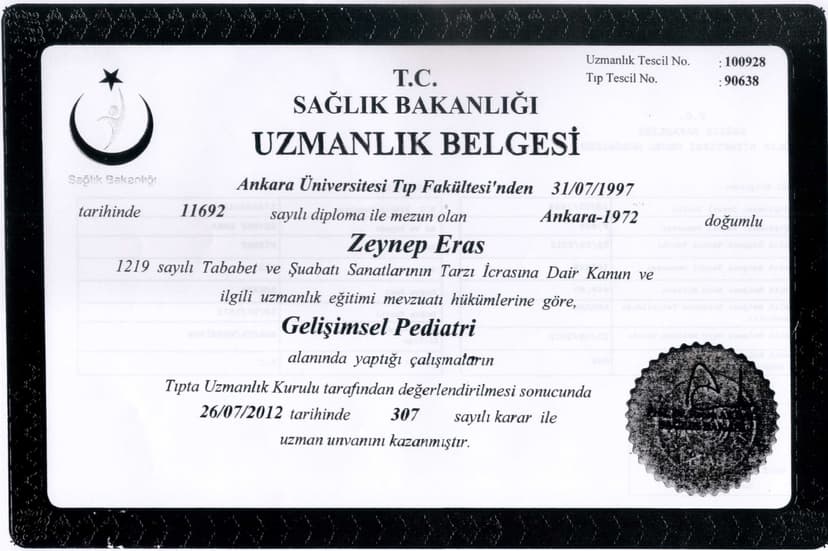 Uzmanlık Tescil No. : 100928
Tıp Tescil No. : 90638
T.C.
SAĞLIK BAKANLIĞI
UZMANLIK BELGESİ
Sağlık Bakanlığı
Ankara Üniversitesi Tıp Fakültesi'nden 31/07/1997
tarihinde 11692 sayılı diploma ile mezun olan Ankara-1972 doğumlu
Zeynep Eras
1219 sayılı Tababet ve Şuabatı Sanatlarının Tarzı İcrasına Dair Kanun ve
ilgili uzmanlık eğitimi mevzuatı hükümlerine göre,
Gelişimsel Pediatri
alanında yaptığı çalışmaların
Tıpta Uzmanlık Kurulu tarafından değerlendirilmesi sonucunda
26/07/2012 tarihinde 307 sayılı karar ile
uzman unvanını kazanmıştır.